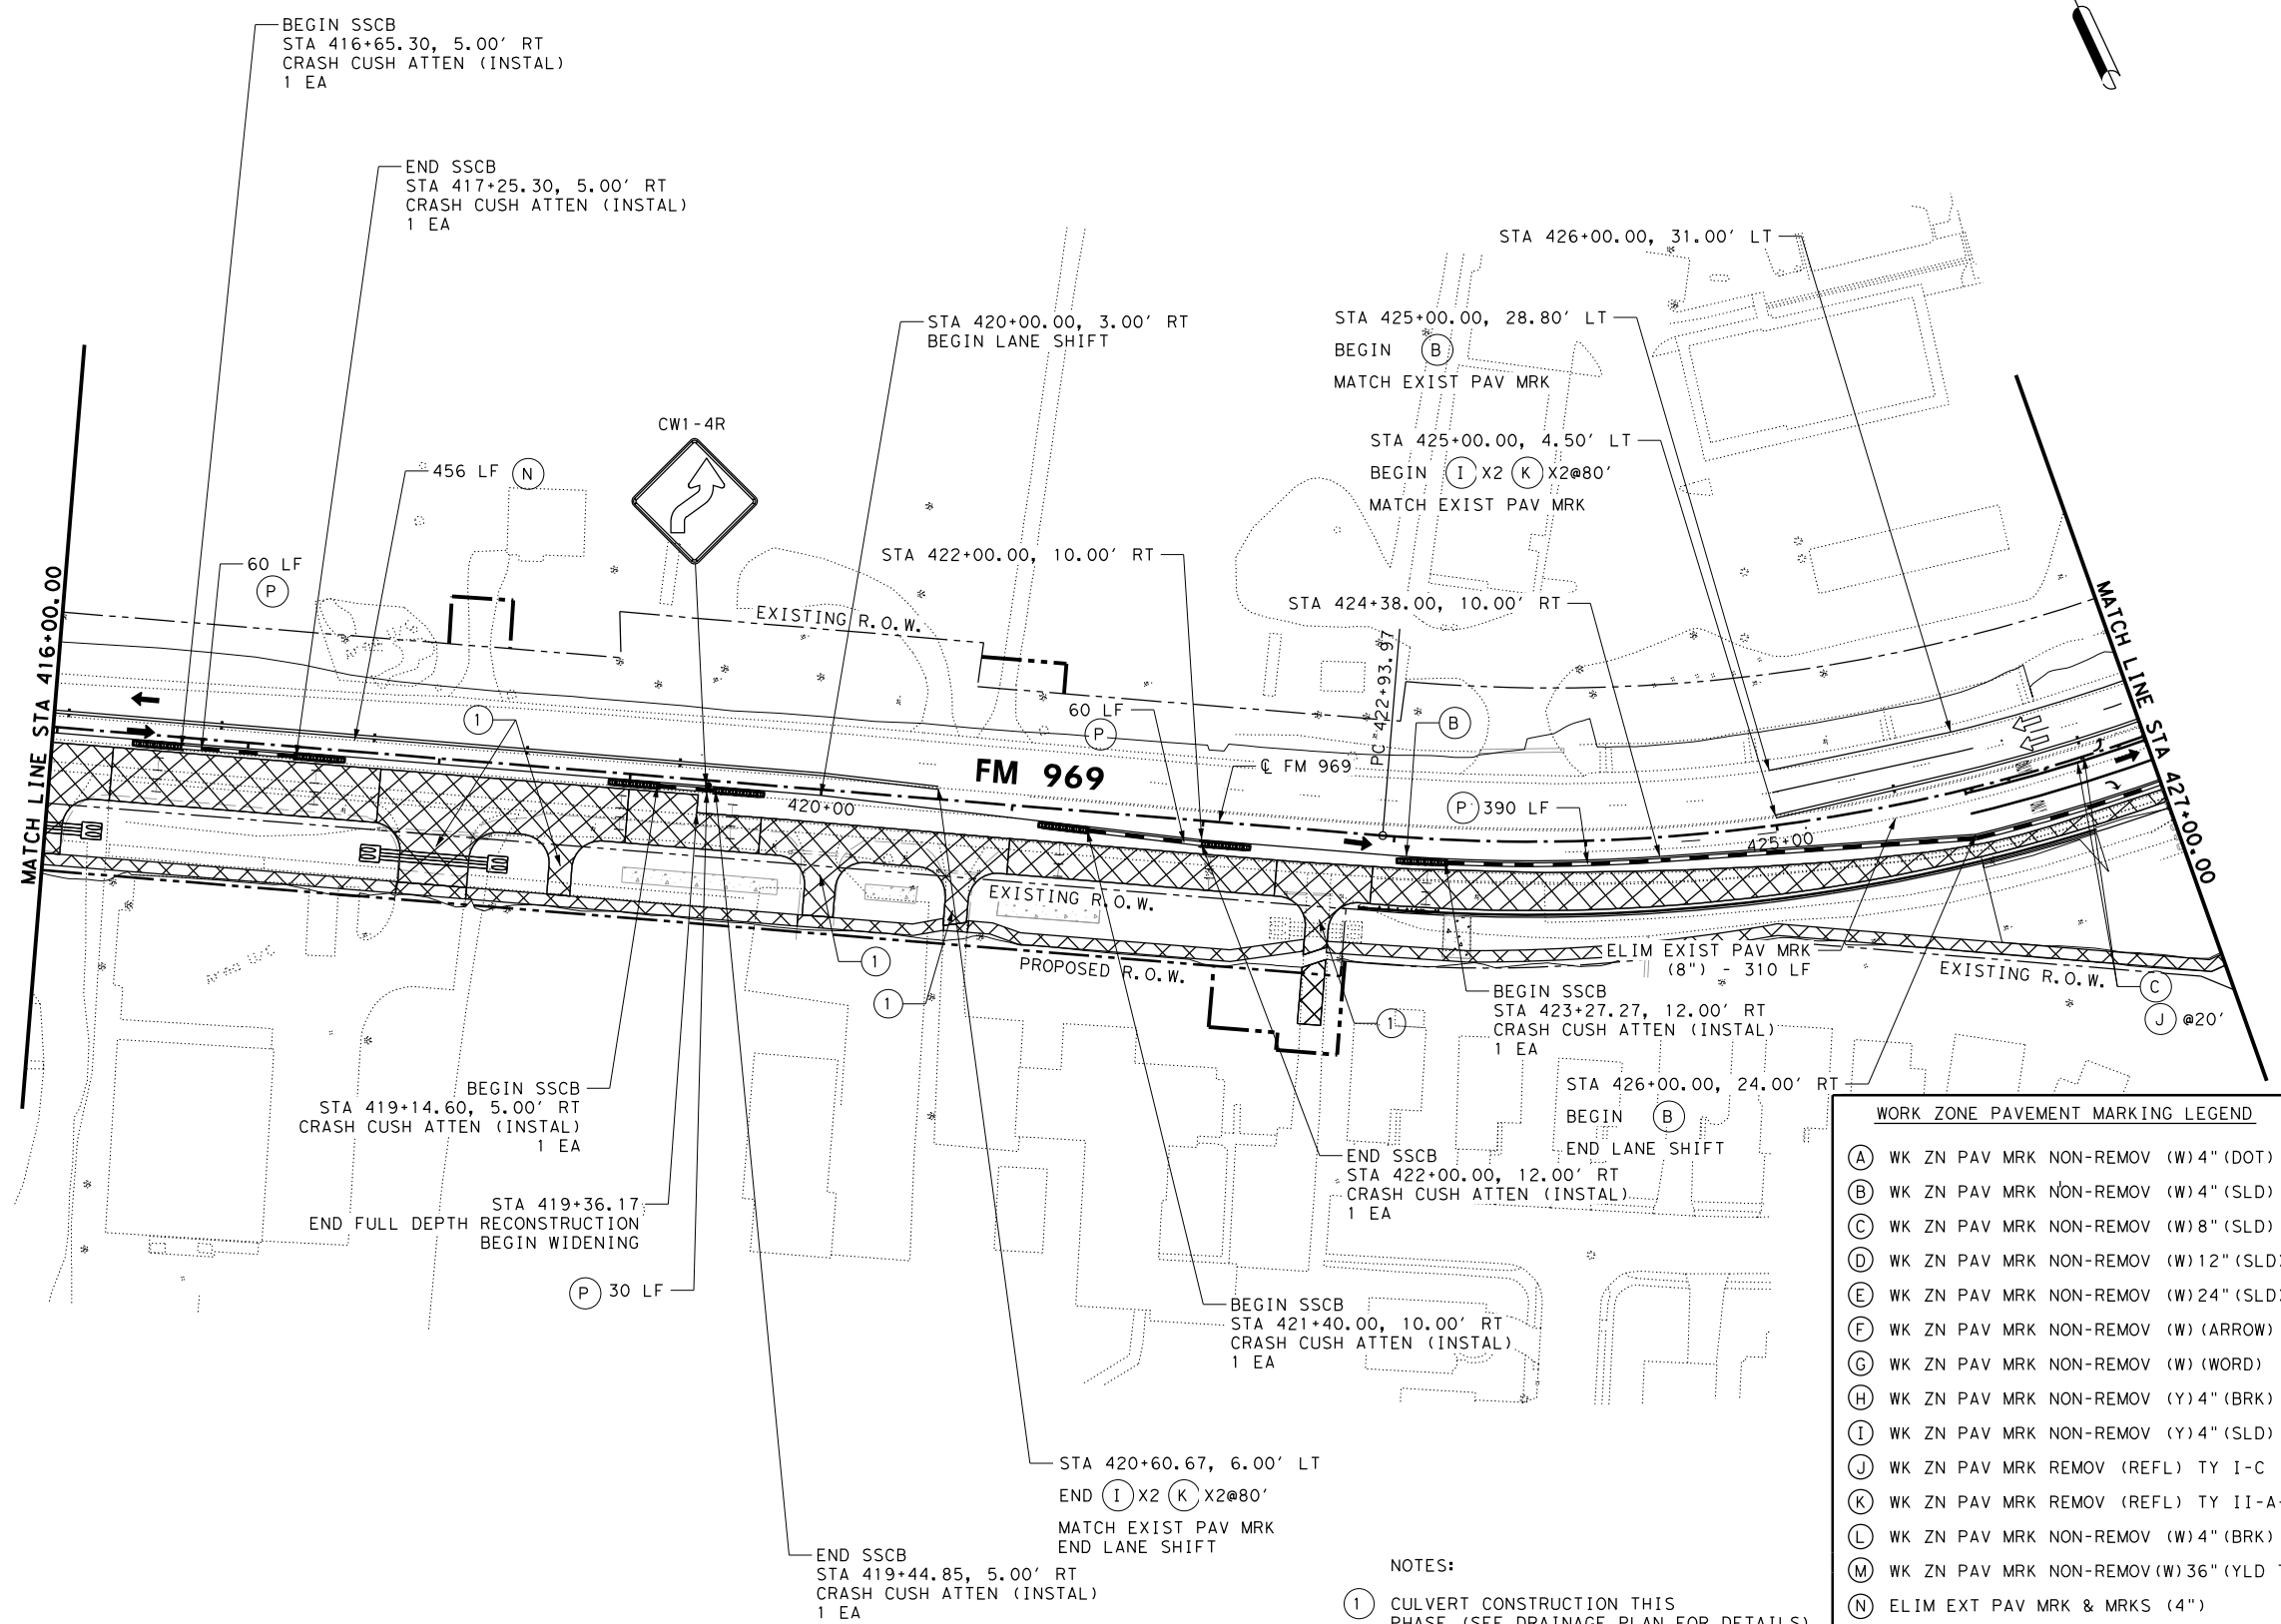 BEGIN SSCB
STA 416+65.30, 5.00' RT
CRASH CUSH ATTEN (INSTAL)
1 EA
END SSCB
STA 417+25.30, 5.00' RT
CRASH CUSH ATTEN (INSTAL)
1 EA
STA 426+00.00, 31.00' LT
STA 420+00.00, 3.00' RT
BEGIN LANE SHIFT
STA 425+00.00, 28.80' LT
BEGIN B
MATCH EXIST PAV MRK
CW1-4R
STA 425+00.00, 4.50' LT
BEGIN I X2 K X2@80'
MATCH EXIST PAV MRK
456 LF N
STA 422+00.00, 10.00' RT
60 LF
P
STA 424+38.00, 10.00' RT
MATCH LINE STA 416+00.00
EXISTING R.O.W.
PC 422+93.97
MATCH LINE STA 427+00.00
1
60 LF
P
B
FM 969
℄ FM 969
420+00
P 390 LF
425+00
EXISTING R.O.W.
1
1
PROPOSED R.O.W.
ELIM EXIST PAV MRK
(8") - 310 LF
EXISTING R.O.W.
C
J @20'
1
BEGIN SSCB
STA 423+27.27, 12.00' RT
CRASH CUSH ATTEN (INSTAL)
1 EA
BEGIN SSCB
STA 419+14.60, 5.00' RT
CRASH CUSH ATTEN (INSTAL)
1 EA
STA 426+00.00, 24.00' RT
BEGIN B
END LANE SHIFT
END SSCB
STA 422+00.00, 12.00' RT
CRASH CUSH ATTEN (INSTAL)
1 EA
STA 419+36.17
END FULL DEPTH RECONSTRUCTION
BEGIN WIDENING
P 30 LF
BEGIN SSCB
STA 421+40.00, 10.00' RT
CRASH CUSH ATTEN (INSTAL)
1 EA
STA 420+60.67, 6.00' LT
END I X2 K X2@80'
MATCH EXIST PAV MRK
END LANE SHIFT
END SSCB
STA 419+44.85, 5.00' RT
CRASH CUSH ATTEN (INSTAL)
1 EA
NOTES:
1 CULVERT CONSTRUCTION THIS
PHASE (SEE DRAINAGE PLAN FOR DETAILS)
WORK ZONE PAVEMENT MARKING LEGEND
A WK ZN PAV MRK NON-REMOV (W)4"(DOT)
B WK ZN PAV MRK NON-REMOV (W)4"(SLD)
C WK ZN PAV MRK NON-REMOV (W)8"(SLD)
D WK ZN PAV MRK NON-REMOV (W)12"(SLD)
E WK ZN PAV MRK NON-REMOV (W)24"(SLD)
F WK ZN PAV MRK NON-REMOV (W)(ARROW)
G WK ZN PAV MRK NON-REMOV (W)(WORD)
H WK ZN PAV MRK NON-REMOV (Y)4"(BRK)
I WK ZN PAV MRK NON-REMOV (Y)4"(SLD)
J WK ZN PAV MRK REMOV (REFL) TY I-C
K WK ZN PAV MRK REMOV (REFL) TY II-A-
L WK ZN PAV MRK NON-REMOV (W)4"(BRK)
M WK ZN PAV MRK NON-REMOV(W)36"(YLD
N ELIM EXT PAV MRK & MRKS (4")